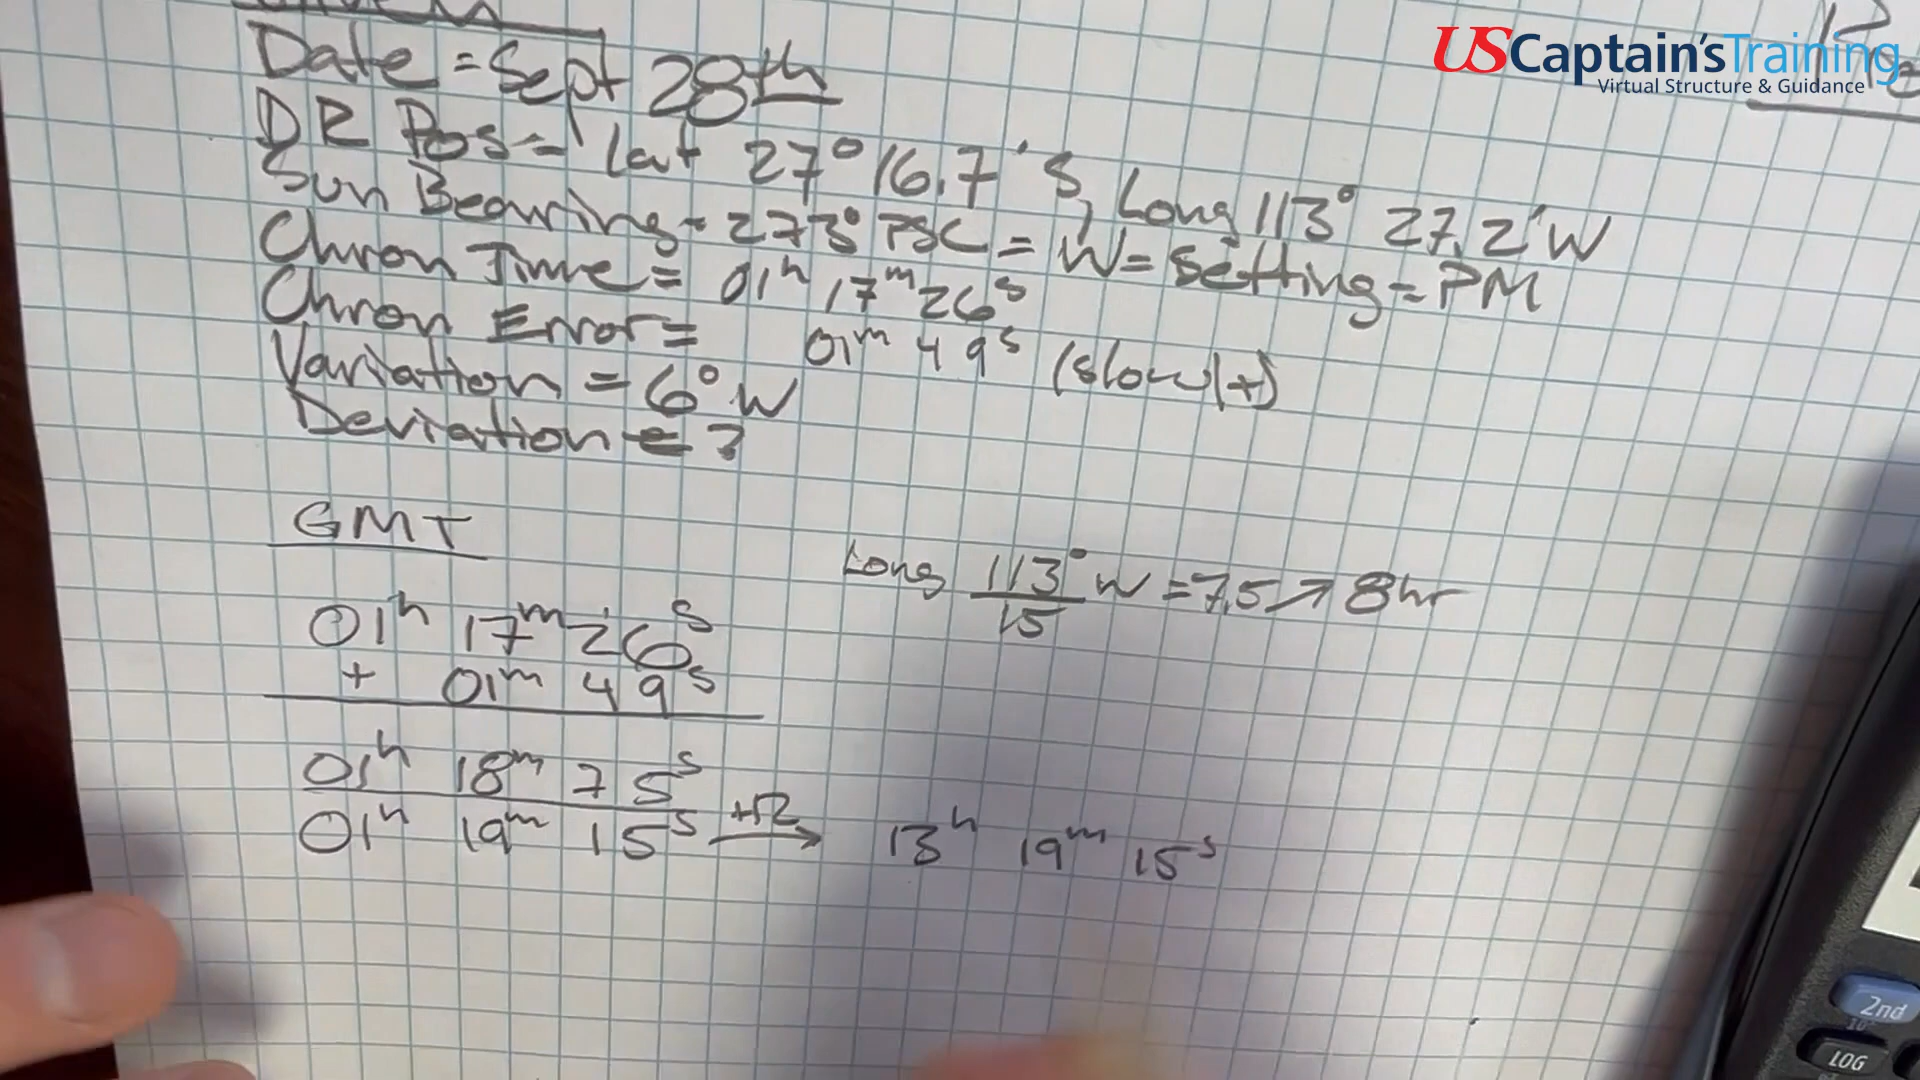 USCaptain'sTraining
Virtual Structure & Guidance
Date = Sept 28th
DR Pos = Lat 27° 16.7' S, Long 113° 27.2' W
Sun Bearing = 273° PSC = W = Setting = PM
Chron Time = 01h 17m 26s
Chron Error = 01m 49s (slow(+)
Variation = 6° W
Deviation = ?
GMT
Long 113° W = 7.5 ↗ 8hr
15
01h 17m 26s
+ 01m 49s
01h 18m 75s
01h 19m 15s +12 → 13h 19m 15s
2nd
LOG